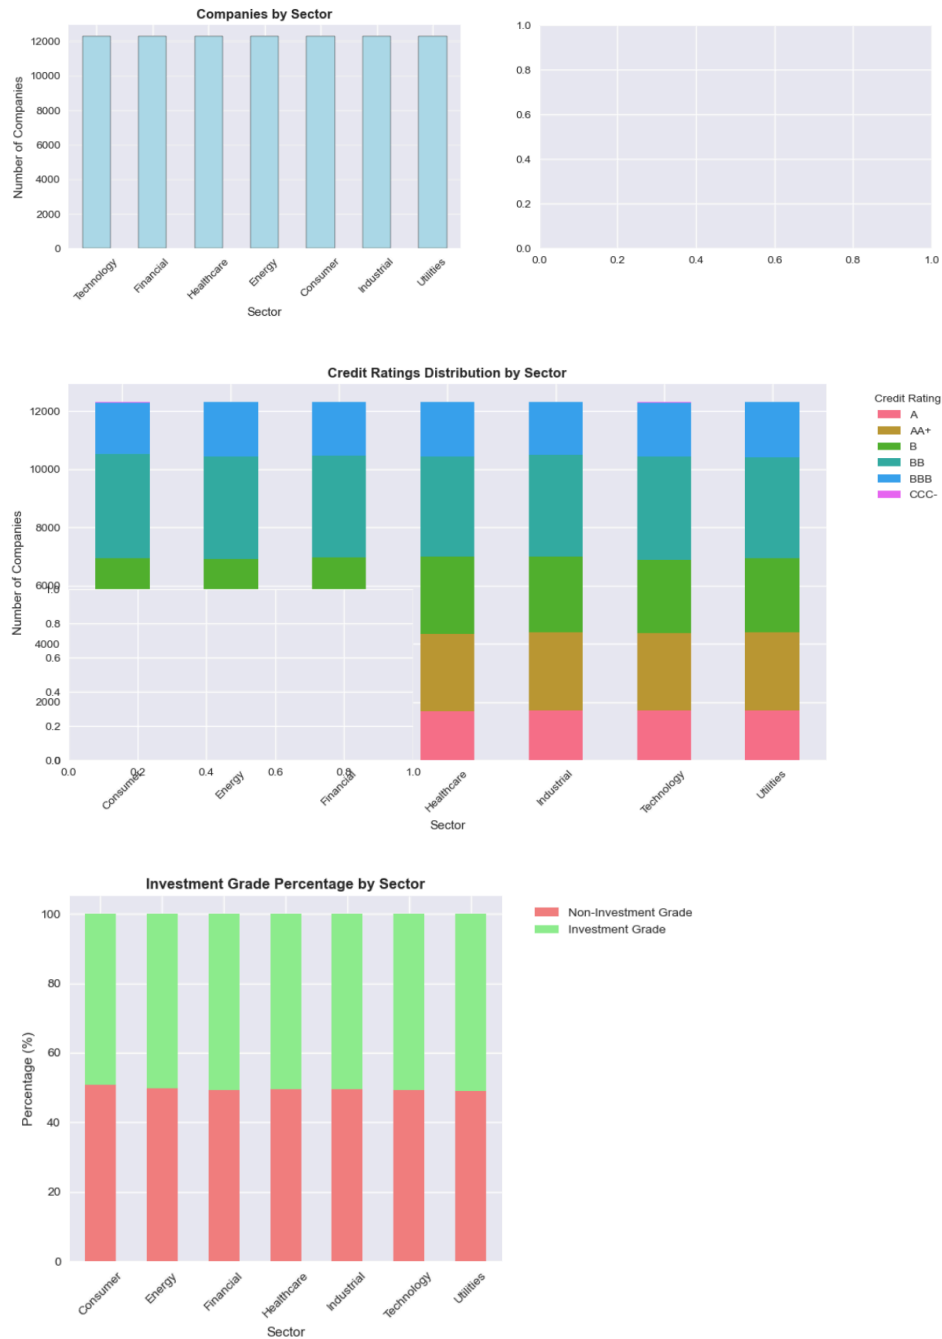 Companies by Sector
Number of Companies
12000
10000
8000
6000
4000
2000
0
Technology
Financial
Healthcare
Energy
Consumer
Industrial
Utilities
Sector
1.0
0.8
0.6
0.4
0.2
0.0
0.0
0.2
0.4
0.6
0.8
1.0
Credit Ratings Distribution by Sector
Number of Companies
12000
10000
8000
6000
4000
2000
0
1.0
0.8
0.6
0.4
0.2
0.0
0.0
0.2
0.4
0.6
0.8
1.0
Consumer
Energy
Financial
Healthcare
Industrial
Technology
Utilities
Sector
Credit Rating
A
AA+
B
BB
BBB
CCC-
Investment Grade Percentage by Sector
Percentage (%)
100
80
60
40
20
0
Consumer
Energy
Financial
Healthcare
Industrial
Technology
Utilities
Sector
Non-Investment Grade
Investment Grade